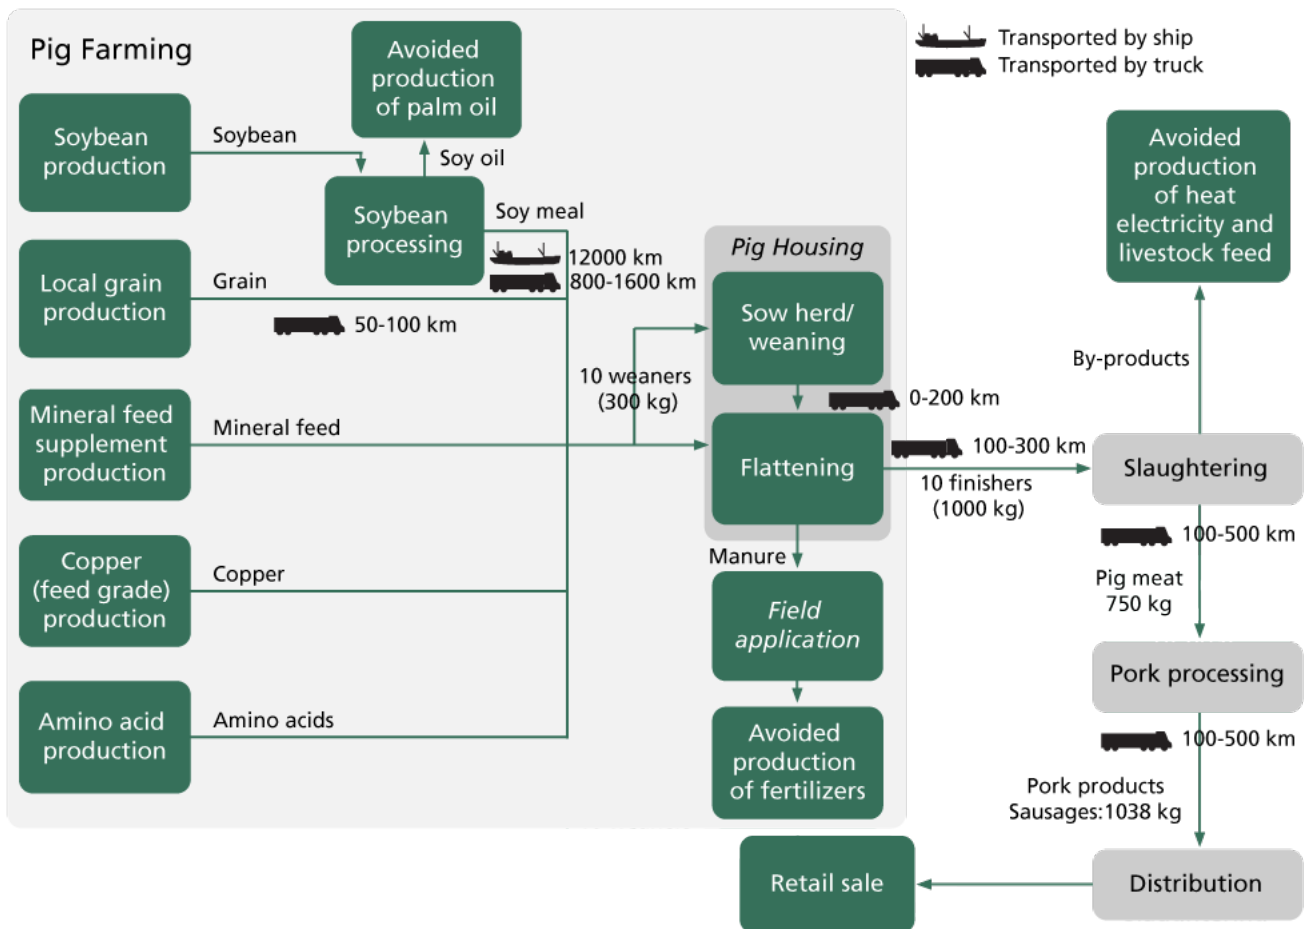 Pig Farming
Transported by ship
Transported by truck
Avoided
production
of palm oil
Soybean
production
Soybean
Soy oil
Soybean
processing
Soy meal
12000 km
800-1600 km
Local grain
production
Grain
50-100 km
Mineral feed
supplement
production
Mineral feed
10 weaners
(300 kg)
Copper
(feed grade)
production
Copper
Amino acid
production
Amino acids
Pig Housing
Sow herd/
weaning
0-200 km
Flattening
100-300 km
10 finishers
(1000 kg)
Manure
Field
application
Avoided
production
of fertilizers
Avoided
production
of heat
electricity and
livestock feed
By-products
Slaughtering
100-500 km
Pig meat
750 kg
Pork processing
100-500 km
Pork products
Sausages:1038 kg
Distribution
Retail sale